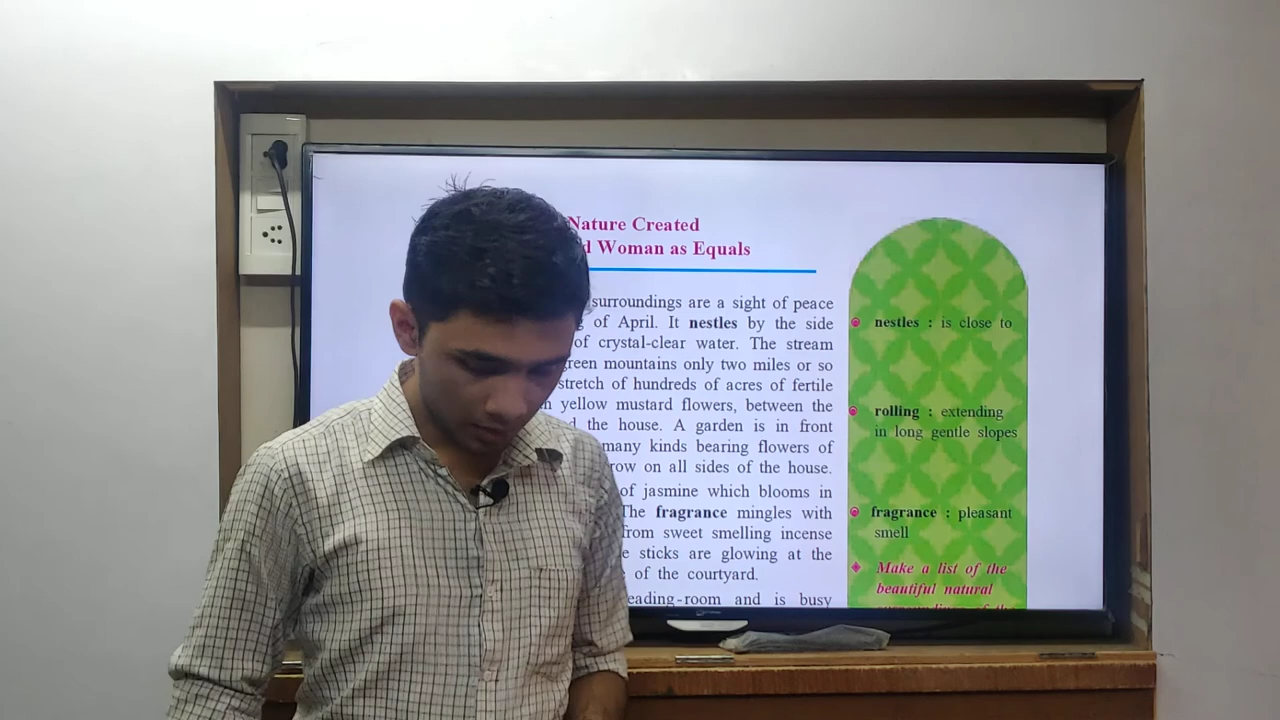 Nature Created
Woman as Equals
surroundings are a sight of peace
of April. It nestles by the side
of crystal-clear water. The stream
green mountains only two miles or so
stretch of hundreds of acres of fertile
yellow mustard flowers, between the
the house. A garden is in front
many kinds bearing flowers of
row on all sides of the house.
of jasmine which blooms in
The fragrance mingles with
from sweet smelling incense
sticks are glowing at the
of the courtyard.
eading-room and is busy
nestles : is close to
rolling : extending
in long gentle slopes
fragrance : pleasant
smell
Make a list of the
beautiful natural